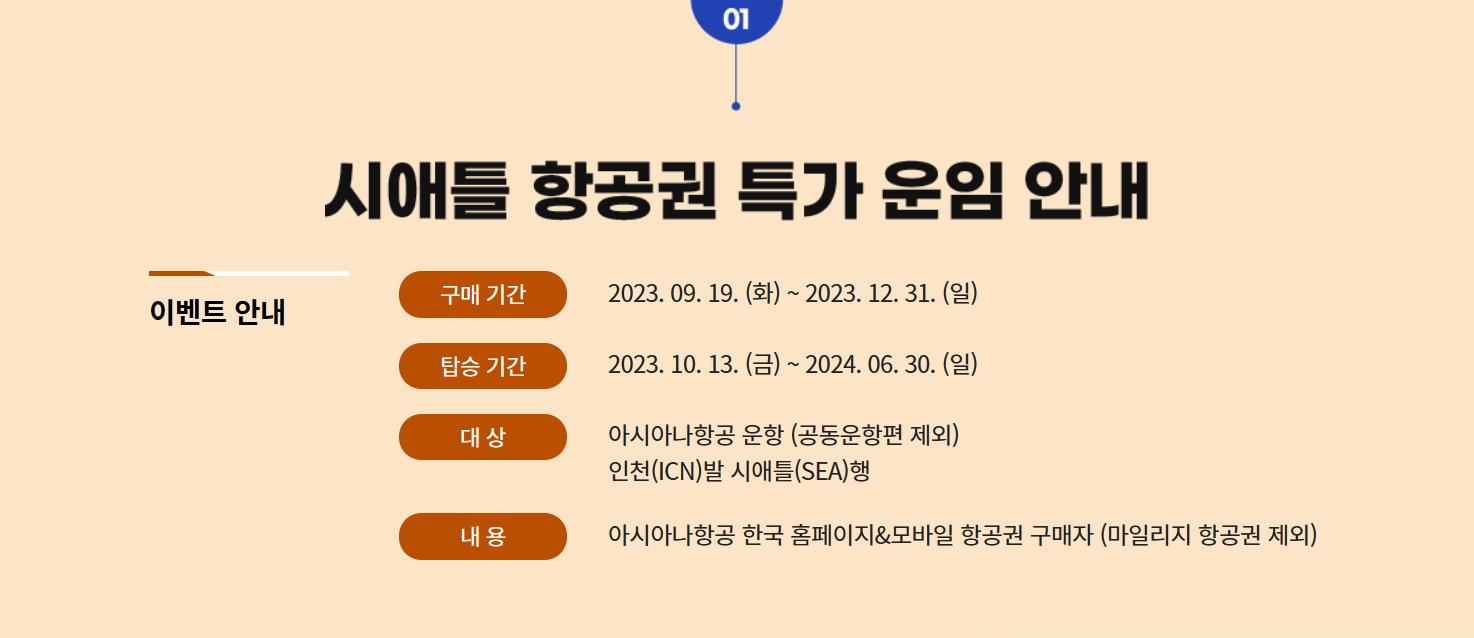 01
시애틀 항공권 특가 운임 안내
이벤트 안내
구매 기간 2023. 09. 19. (화) ~ 2023. 12. 31. (일)
탑승 기간 2023. 10. 13. (금) ~ 2024. 06. 30. (일)
대 상 아시아나항공 운항 (공동운항편 제외)
인천(ICN)발 시애틀(SEA)행
내 용 아시아나항공 한국 홈페이지&모바일 항공권 구매자 (마일리지 항공권 제외)